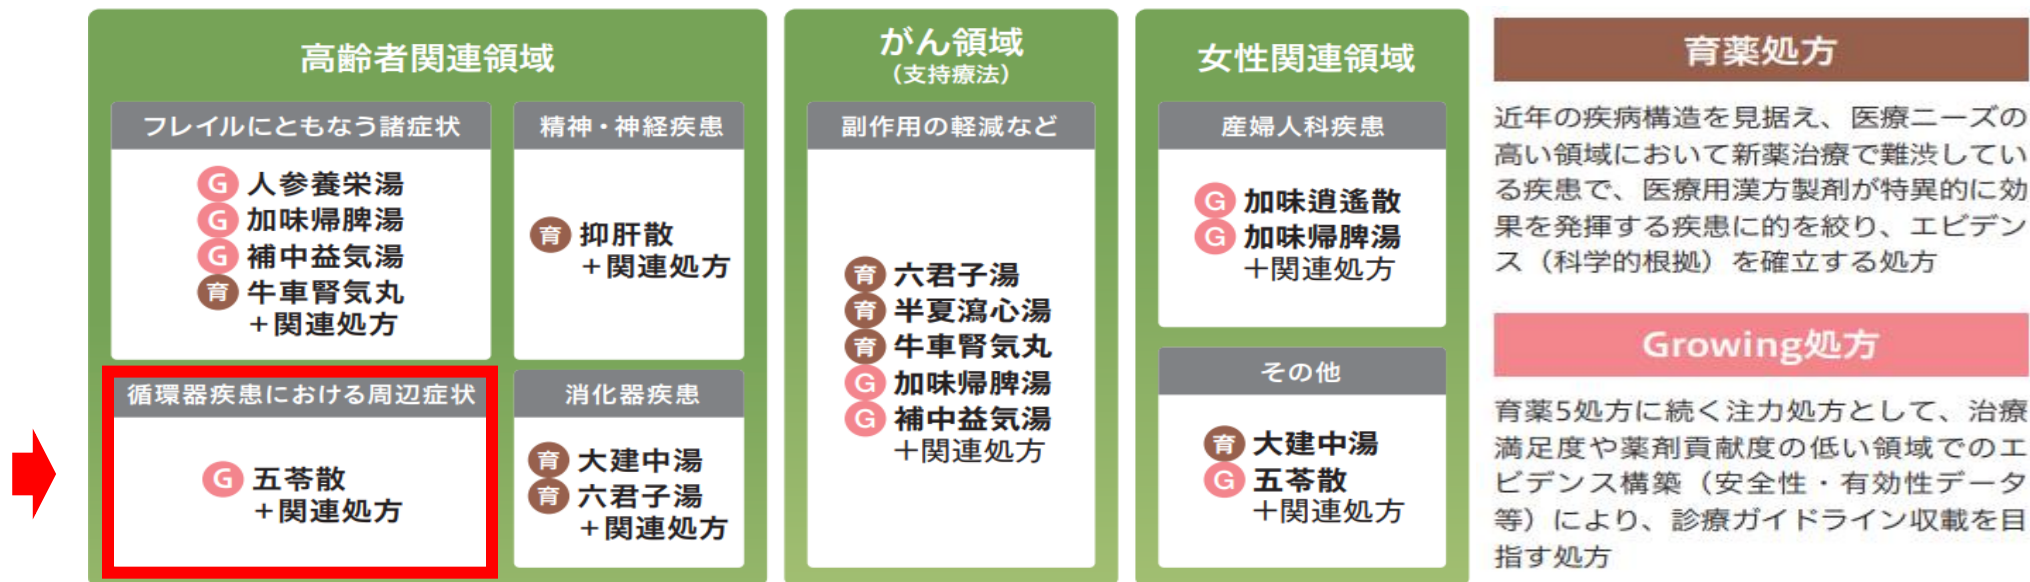 高齢者関連領域
フレイルにともなう諸症状
G 人参養栄湯
G 加味帰脾湯
G 補中益気湯
育 牛車腎気丸
+関連処方
精神・神経疾患
育 抑肝散
+関連処方
循環器疾患における周辺症状
G 五苓散
+関連処方
消化器疾患
育 大建中湯
育 六君子湯
+関連処方
がん領域
(支持療法)
副作用の軽減など
育 六君子湯
育 半夏瀉心湯
育 牛車腎気丸
G 加味帰脾湯
G 補中益気湯
+関連処方
女性関連領域
産婦人科疾患
G 加味逍遙散
G 加味帰脾湯
+関連処方
その他
育 大建中湯
G 五苓散
+関連処方
育薬処方
近年の疾病構造を見据え、医療ニーズの
高い領域において新薬治療で難渋してい
る疾患で、医療用漢方製剤が特異的に効
果を発揮する疾患に的を絞り、エビデン
ス（科学的根拠）を確立する処方
Growing処方
育薬5処方に続く注力処方として、治療
満足度や薬剤貢献度の低い領域でのエ
ビデンス構築（安全性・有効性データ
等）により、診療ガイドライン収載を目
指す処方